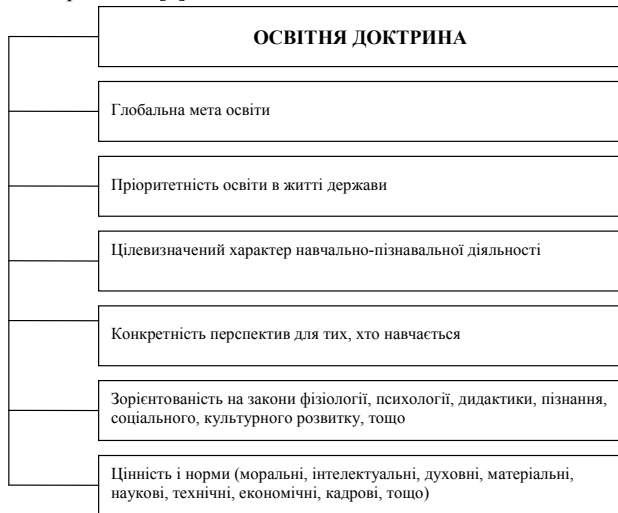 ОСВІТНЯ ДОКТРИНА
Глобальна мета освіти
Пріоритетність освіти в житті держави
Цілевизначений характер навчально-пізнавальної діяльності
Конкретність перспектив для тих, хто навчається
Зорієнтованість на закони фізіології, психології, дидактики, пізнання,
соціального, культурного розвитку, тощо
Цінність і норми (моральні, інтелектуальні, духовні, матеріальні,
наукові, технічні, економічні, кадрові, тощо)